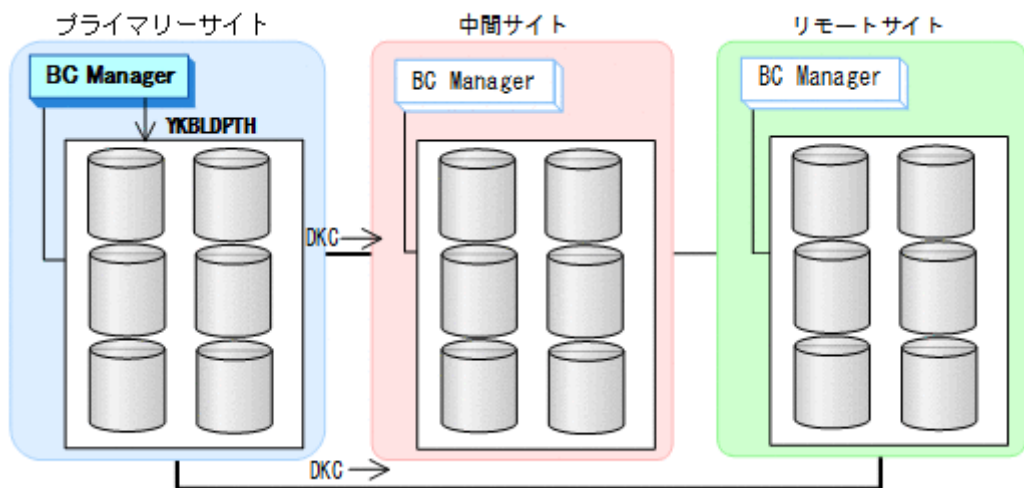 プライマリーサイト
中間サイト
リモートサイト
BC Manager
BC Manager
BC Manager
YKBLDPTH
DKC
DKC